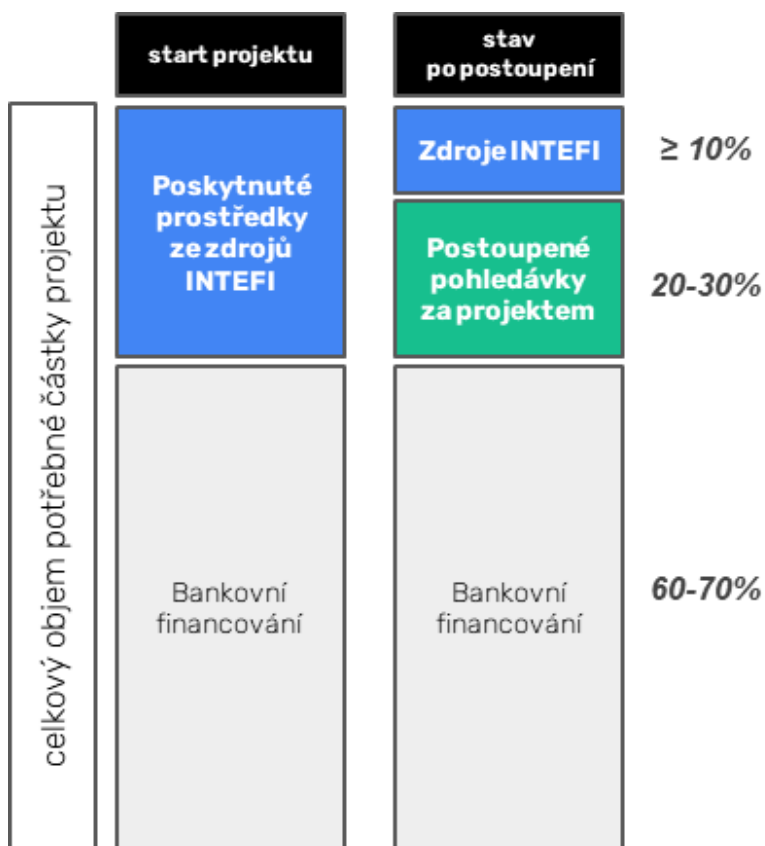 start projektu
stav
po postoupení
celkový objem potřebné částky projektu
Poskytnuté
prostředky
ze zdrojů
INTEFI
Zdroje INTEFI
≥ 10%
Postoupené
pohledávky
za projektem
20-30%
Bankovní
financování
Bankovní
financování
60-70%